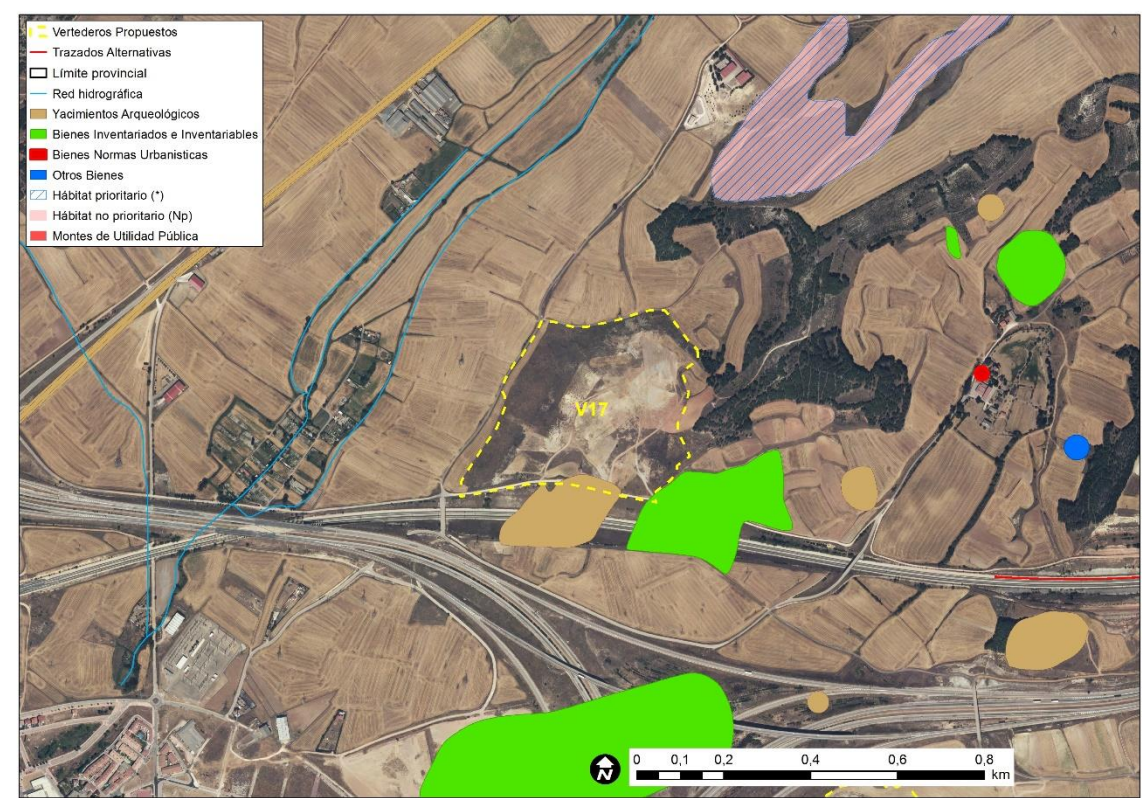 Vertederos Propuestos
Trazados Alternativas
Límite provincial
Red hidrográfica
Yacimientos Arqueológicos
Bienes Inventariados e Inventariables
Bienes Normas Urbanisticas
Otros Bienes
Hábitat prioritario (*)
Hábitat no prioritario (Np)
Montes de Utilidad Pública
V17
N
0 0,1 0,2 0,4 0,6 0,8
km